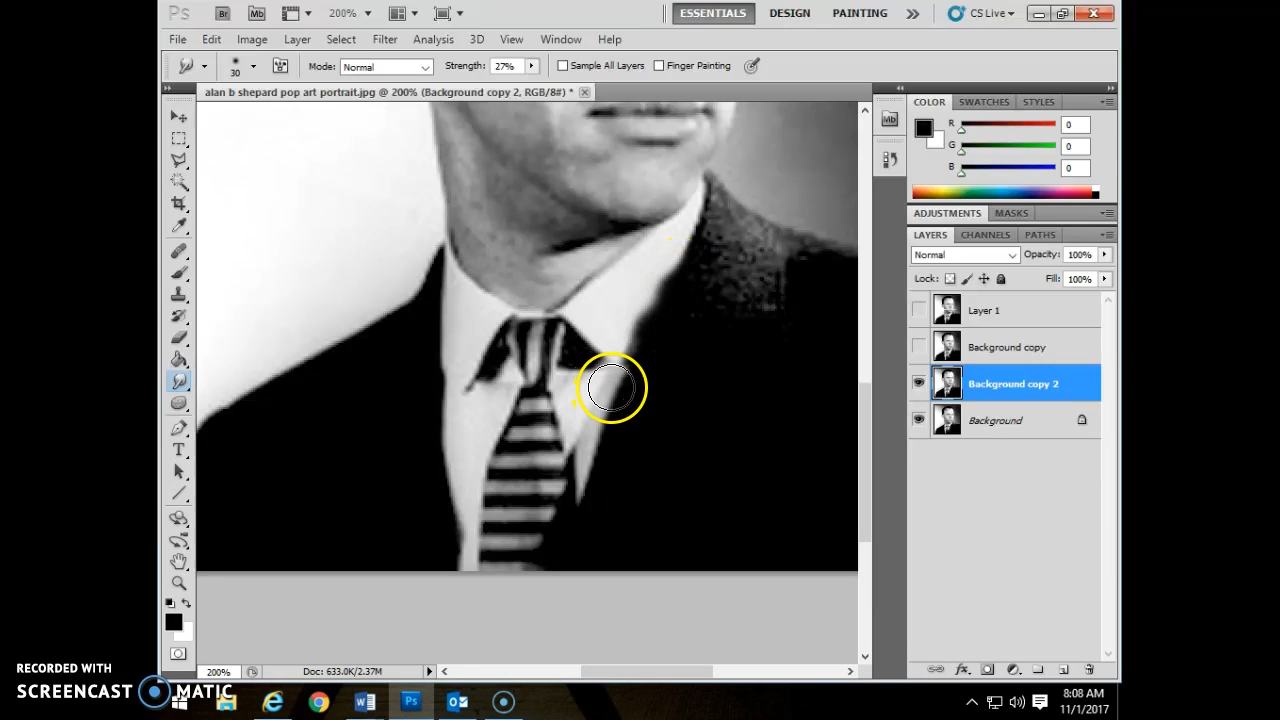 Ps Br Mb 200% ESSENTIALS DESIGN PAINTING CS Live
File Edit Image Layer Select Filter Analysis 3D View Window Help
30 Mode: Normal Strength: 27% Sample All Layers Finger Painting
alan b shepard pop art portrait.jpg @ 200% (Background copy 2, RGB/8#) *
COLOR SWATCHES STYLES
Mb
R 0
G 0
B 0
ADJUSTMENTS MASKS
LAYERS CHANNELS PATHS
Normal Opacity: 100%
Lock: Fill: 100%
Layer 1
Background copy
Background copy 2
Background
T
200% Doc: 633.0K/2.37M
fx
RECORDED WITH
SCREENCAST MATIC
W Ps
8:08 AM
11/1/2017